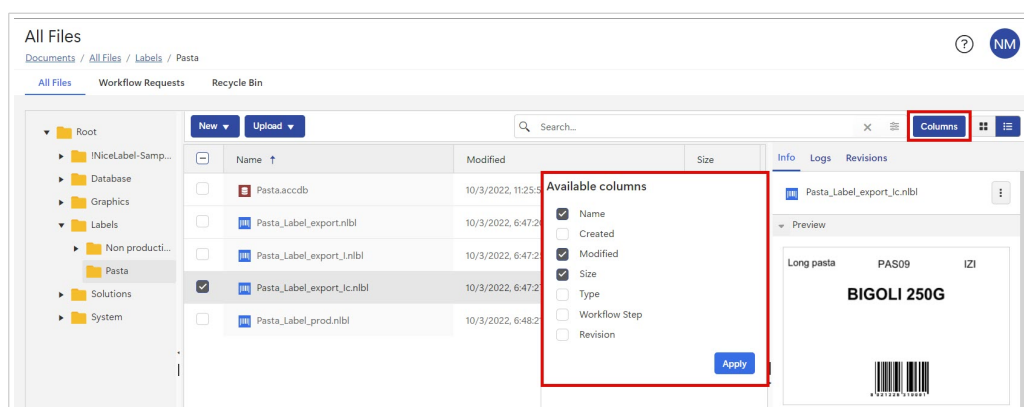 All Files
Documents / All Files / Labels / Pasta
NM
All Files Workflow Requests Recycle Bin
Root
!NiceLabel-Samp...
Database
Graphics
Labels
Non producti...
Pasta
Solutions
System
New Upload Search... Columns
Name Modified Size
Pasta.accdb 10/3/2022, 11:25:5
Pasta_Label_export.nlbl 10/3/2022, 6:47:20
Pasta_Label_export_l.nlbl 10/3/2022, 6:47:2
Pasta_Label_export_lc.nlbl 10/3/2022, 6:47:2
Pasta_Label_prod.nlbl 10/3/2022, 6:48:2
Available columns
Name
Created
Modified
Size
Type
Workflow Step
Revision
Apply
Info Logs Revisions
Pasta_Label_export_lc.nlbl
Preview
Long pasta PAS09 IZI
BIGOLI 250G